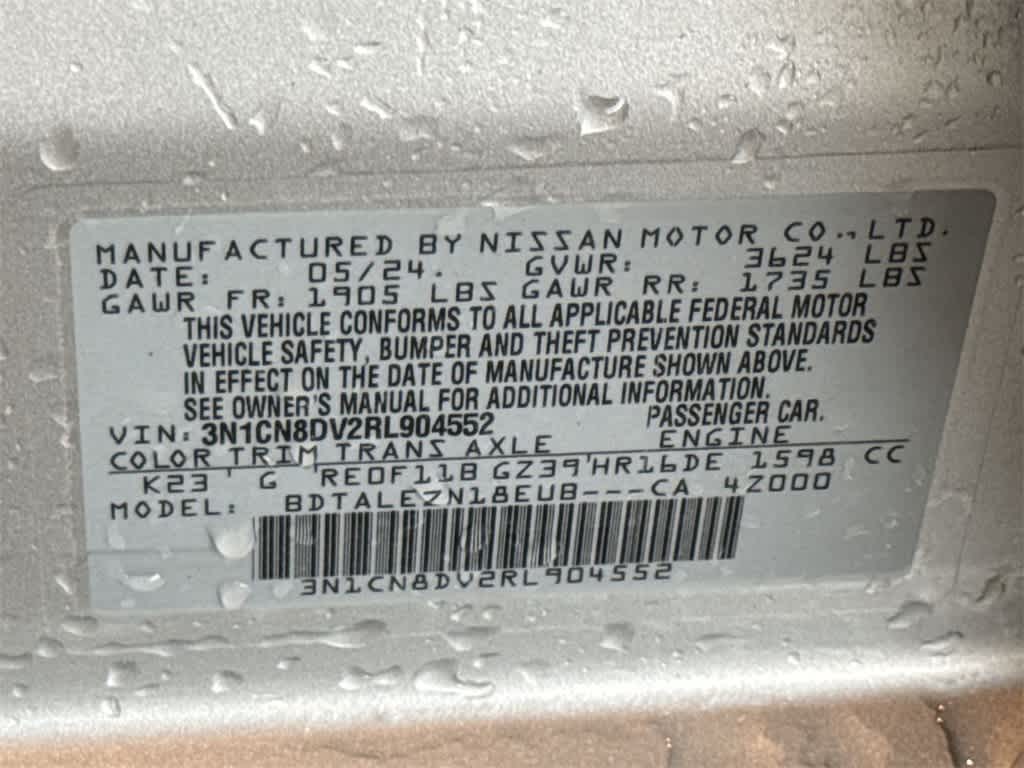 MANUFACTURED BY NISSAN MOTOR CO., LTD.
DATE: 05/24. GVWR: 3624 LBS
GAWR FR: 1905 LBS GAWR RR: 1735 LBS
THIS VEHICLE CONFORMS TO ALL APPLICABLE FEDERAL MOTOR
VEHICLE SAFETY, BUMPER AND THEFT PREVENTION STANDARDS
IN EFFECT ON THE DATE OF MANUFACTURE SHOWN ABOVE.
SEE OWNER'S MANUAL FOR ADDITIONAL INFORMATION.
VIN: 3N1CN8DV2RL904552 PASSENGER CAR.
COLOR TRIM TRANS AXLE ENGINE
K23 ' G RE0F11B GZ39'HR16DE 1598 CC
MODEL: BDTALEZN18EUB---CA 4Z000
3N1CN8DV2RL904552